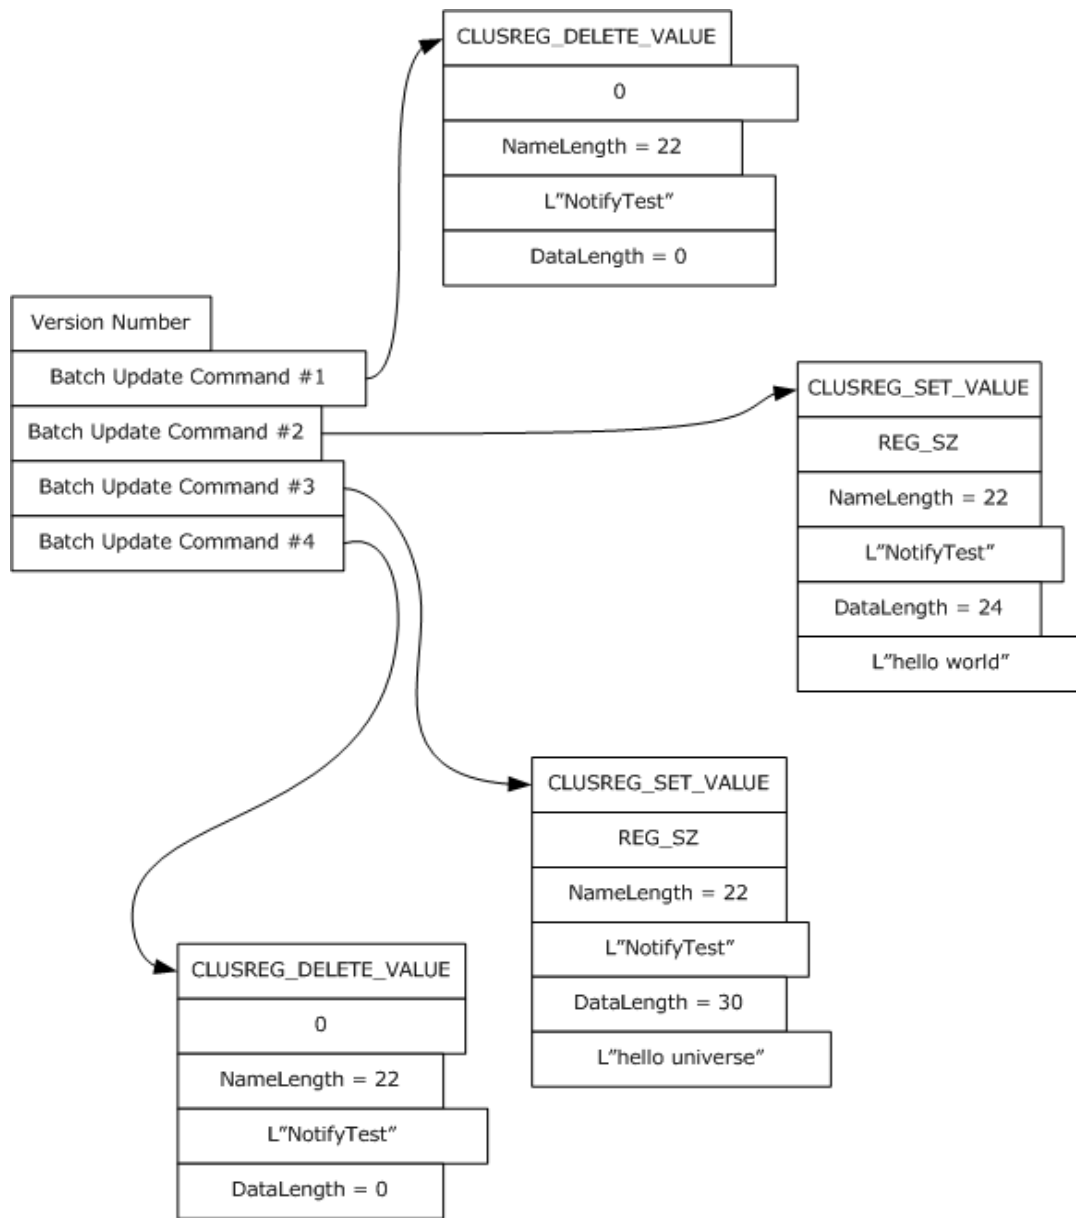 CLUSREG_DELETE_VALUE
0
NameLength = 22
L”NotifyTest”
DataLength = 0
Version Number
Batch Update Command #1
Batch Update Command #2
Batch Update Command #3
Batch Update Command #4
CLUSREG_SET_VALUE
REG_SZ
NameLength = 22
L”NotifyTest”
DataLength = 24
L”hello world”
CLUSREG_SET_VALUE
REG_SZ
NameLength = 22
L”NotifyTest”
DataLength = 30
L”hello universe”
CLUSREG_DELETE_VALUE
0
NameLength = 22
L”NotifyTest”
DataLength = 0